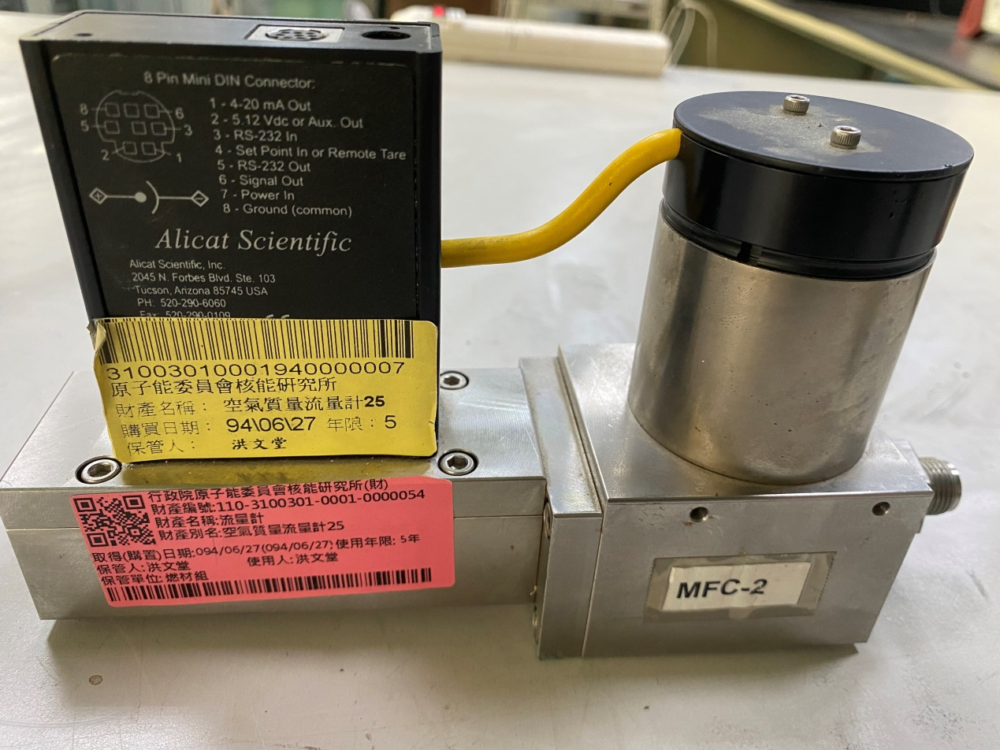 8 Pin Mini DIN Connector:
8
6
5
3
2
1
1 - 4-20 mA Out
2 - 5.12 Vdc or Aux. Out
3 - RS-232 In
4 - Set Point In or Remote Tare
5 - RS-232 Out
6 - Signal Out
7 - Power In
8 - Ground (common)
Alicat Scientific
Alicat Scientific, Inc.
2045 N. Forbes Blvd. Ste. 103
Tucson, Arizona 85745 USA
PH: 520-290-6060
Fax: 520-290-0109
31003010001940000007
原子能委員會核能研究所
財產名稱： 空氣質量流量計25
購買日期： 94\06\27 年限：5
保管人： 洪文堂
行政院原子能委員會核能研究所(財)
財產編號:110-3100301-0001-0000054
財產名稱:流量計
財產別名:空氣質量流量計25
取得(購置)日期:094/06/27(094/06/27)使用年限: 5年
保管人:洪文堂 使用人:洪文堂
保管單位:燃材組
MFC-2